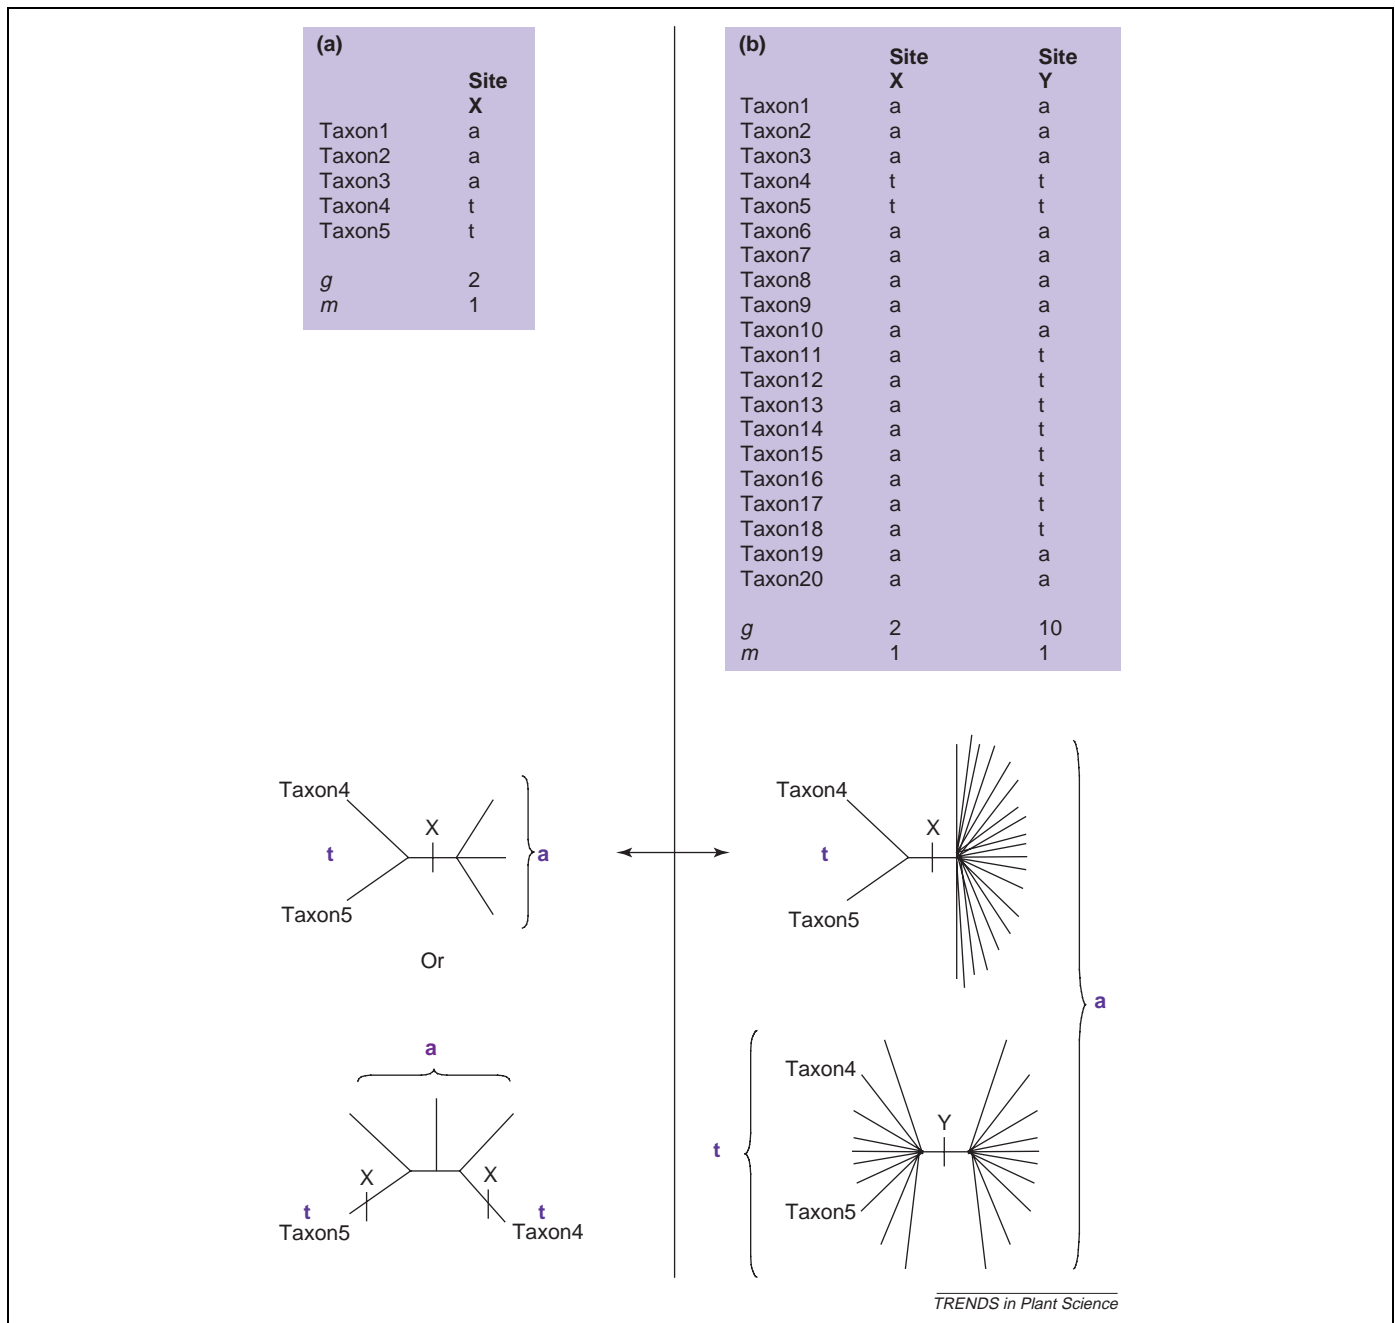 (a)
Site
X
Taxon1 a
Taxon2 a
Taxon3 a
Taxon4 t
Taxon5 t
g 2
m 1
(b)
Site Site
X Y
Taxon1 a a
Taxon2 a a
Taxon3 a a
Taxon4 t t
Taxon5 t t
Taxon6 a a
Taxon7 a a
Taxon8 a a
Taxon9 a a
Taxon10 a a
Taxon11 a t
Taxon12 a t
Taxon13 a t
Taxon14 a t
Taxon15 a t
Taxon16 a t
Taxon17 a t
Taxon18 a t
Taxon19 a a
Taxon20 a a
g 2 10
m 1 1
Taxon4
X
t a
Taxon5
Or
a
X X
t t
Taxon5 Taxon4
Taxon4
X
t
Taxon5
a
Taxon4
Y
t
Taxon5
TRENDS in Plant Science